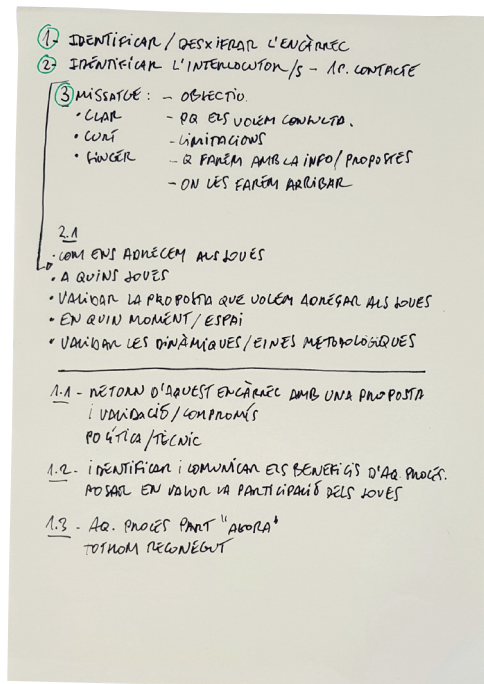 1- IDENTIFICAR/DESXIFRAR L'ENCÀRREC
2- IDENTIFICAR L'INTERLOCUTOR/S - 1R. CONTACTE
3 MISSATGE : - OBJECTIU.
• CLAR - PQ ELS VOLEM CONSULTA.
• CURT - LIMITACIONS
• SINCER - Q FAREM AMB LA INFO/PROPOSTES
- ON LES FAREM ARRIBAR
2.1
• COM ENS ADRECEM ALS JOVES
• A QUINS JOVES
• VALIDAR LA PROPOSTA QUE VOLEM ADREÇAR ALS JOVES
• EN QUIN MOMENT/ESPAI
• VALIDAR LES DINÀMIQUES/EINES METODOLÒGIQUES
1.1 - RETORN D'AQUEST ENCÀRREC AMB UNA PROPOSTA
I VALIDACIÓ/COMPROMÍS
POLÍTICA/TÈCNIC
1.2 - IDENTIFICAR I COMUNICAR ELS BENEFICIS D'AQ. PROCÉS.
POSAR EN VALOR LA PARTICIPACIÓ DELS JOVES
1.3 - AQ. PROCÉS PART "ÀGORA"
TOTHOM RECONEGUT